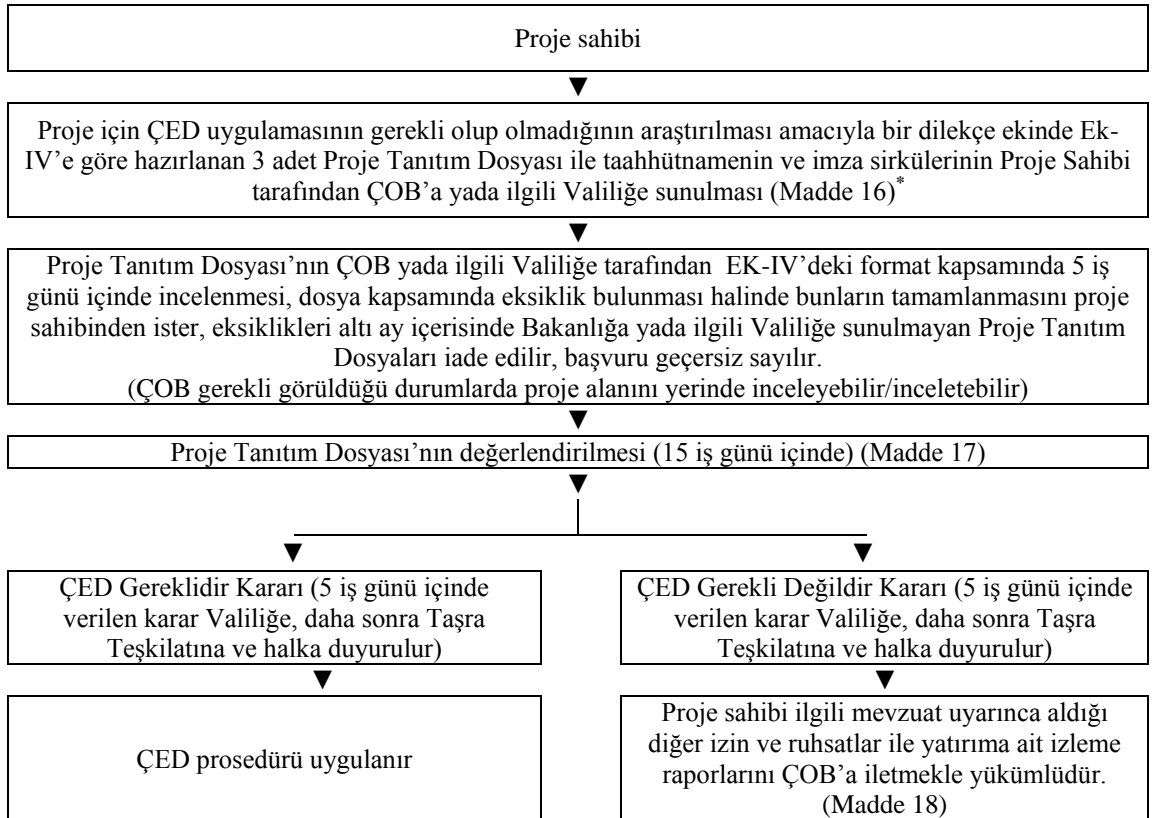 Proje sahibi
▼
Proje için ÇED uygulamasının gerekli olup olmadığının araştırılması amacıyla bir dilekçe ekinde Ek-
IV’e göre hazırlanan 3 adet Proje Tanıtım Dosyası ile taahhütnamenin ve imza sirkülerinin Proje Sahibi
tarafından ÇOB’a yada ilgili Valiliğe sunulması (Madde 16)*
▼
Proje Tanıtım Dosyası’nın ÇOB yada ilgili Valiliğe tarafından EK-IV’deki format kapsamında 5 iş
günü içinde incelenmesi, dosya kapsamında eksiklik bulunması halinde bunların tamamlanmasını proje
sahibinden ister, eksiklikleri altı ay içerisinde Bakanlığa yada ilgili Valiliğe sunulmayan Proje Tanıtım
Dosyaları iade edilir, başvuru geçersiz sayılır.
(ÇOB gerekli görüldüğü durumlarda proje alanını yerinde inceleyebilir/inceletebilir)
▼
Proje Tanıtım Dosyası’nın değerlendirilmesi (15 iş günü içinde) (Madde 17)
▼
▼
ÇED Gereklidir Kararı (5 iş günü içinde
verilen karar Valiliğe, daha sonra Taşra
Teşkilatına ve halka duyurulur)
▼
ÇED prosedürü uygulanır
▼
ÇED Gerekli Değildir Kararı (5 iş günü içinde
verilen karar Valiliğe, daha sonra Taşra
Teşkilatına ve halka duyurulur)
▼
Proje sahibi ilgili mevzuat uyarınca aldığı
diğer izin ve ruhsatlar ile yatırıma ait izleme
raporlarını ÇOB’a iletmekle yükümlüdür.
(Madde 18)